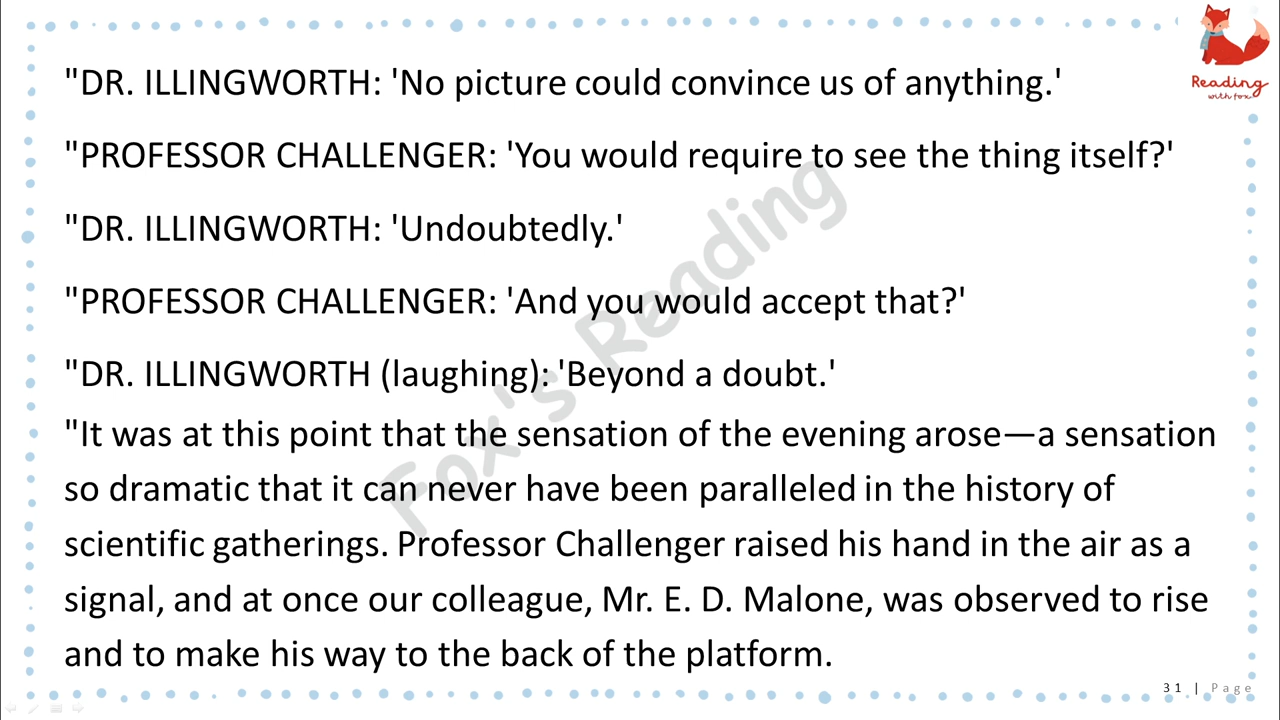 Reading
with fox
"DR. ILLINGWORTH: 'No picture could convince us of anything.'
"PROFESSOR CHALLENGER: 'You would require to see the thing itself?'
"DR. ILLINGWORTH: 'Undoubtedly.'
"PROFESSOR CHALLENGER: 'And you would accept that?'
"DR. ILLINGWORTH (laughing): 'Beyond a doubt.'
"It was at this point that the sensation of the evening arose—a sensation
so dramatic that it can never have been paralleled in the history of
scientific gatherings. Professor Challenger raised his hand in the air as a
signal, and at once our colleague, Mr. E. D. Malone, was observed to rise
and to make his way to the back of the platform.
Fox's Reading
31 | Page